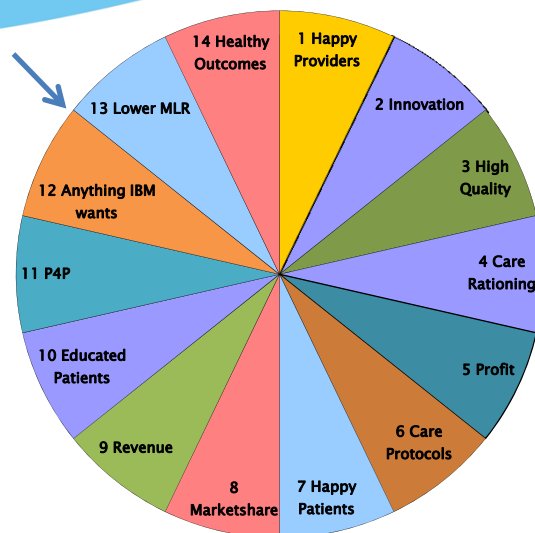 1 Happy
Providers
2 Innovation
3 High
Quality
4 Care
Rationing
5 Profit
6 Care
Protocols
7 Happy
Patients
8
Marketshare
9 Revenue
10 Educated
Patients
11 P4P
12 Anything IBM
wants
13 Lower MLR
14 Healthy
Outcomes